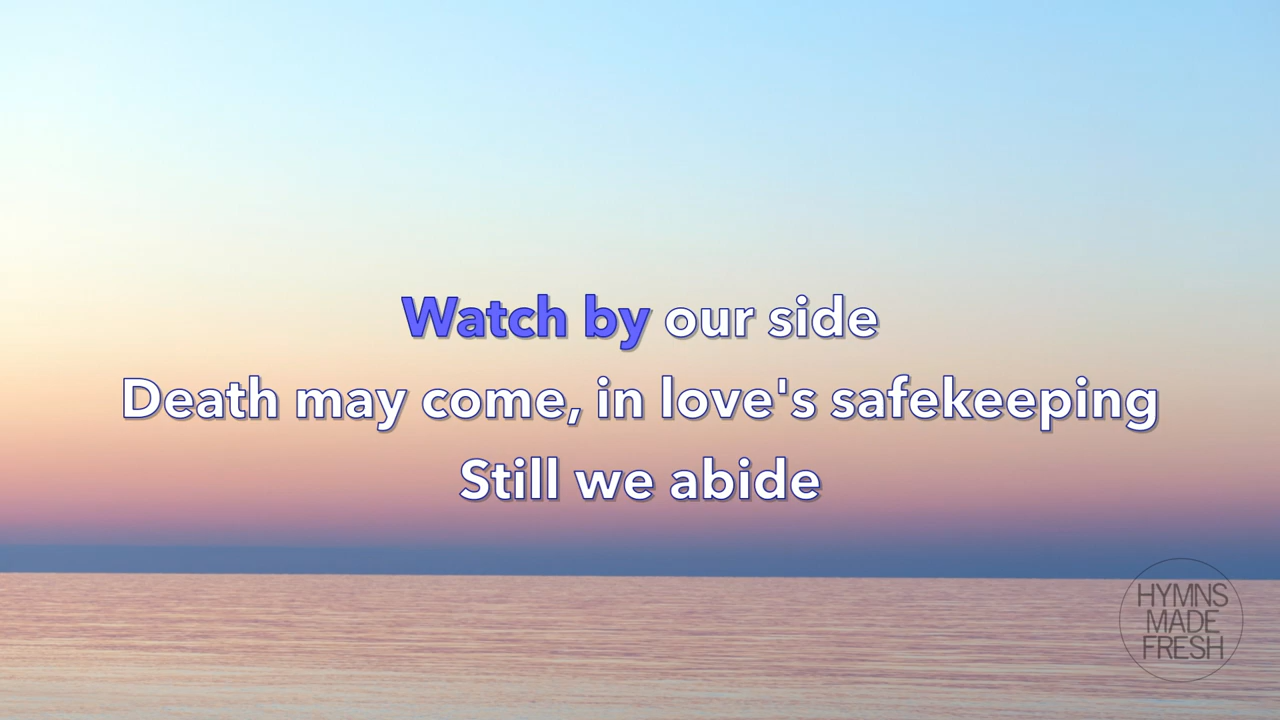 Watch by our side
Death may come, in love's safekeeping
Still we abide
HYMNS
MADE
FRESH